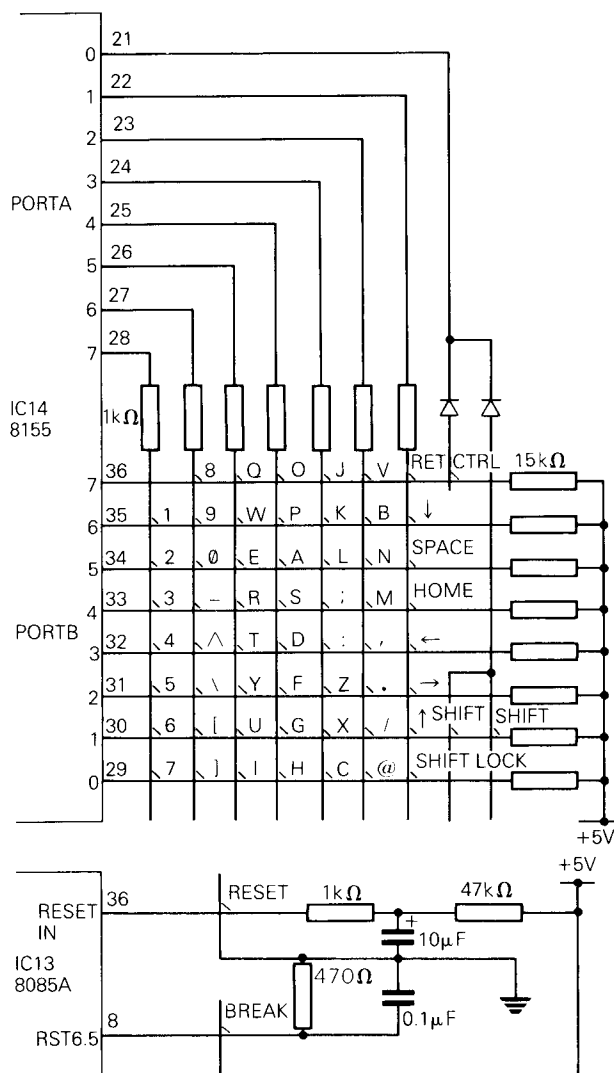 21
0
22
1
23
2
24
3
PORTA
25
4
26
5
27
6
28
7
IC14
8155
1kΩ
36 8 Q O J V RET CTRL 15kΩ
7
35 1 9 W P K B ↓
6
34 2 Ø E A L N SPACE
5
33 3 – R S ; M HOME
4
PORTB
32 4 ^ T D : , ←
3
31 5 \ Y F Z . →
2
30 6 [ U G X / ↑ SHIFT SHIFT
1
29 7 ] I H C @ SHIFT LOCK
0
+5V
+5V
36 RESET 1kΩ 47kΩ
RESET
IN
+
10µF
IC13
8085A
470Ω
0.1µF
8 BREAK
RST6.5